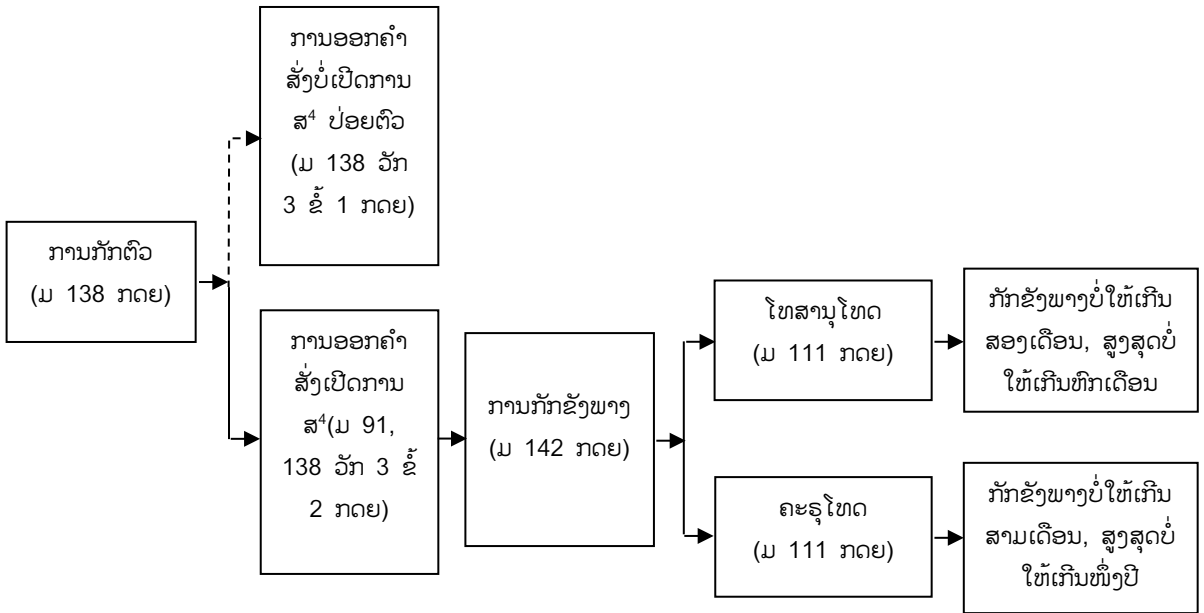 ການກັກຕົວ
(ມ 138 ກດຍ)
ການອອກຄຳ
ສັ່ງບໍ່ເປີດການ
ສ⁴ ປ່ອຍຕົວ
(ມ 138 ວັກ
3 ຂໍ້ 1 ກດຍ)
ການອອກຄຳ
ສັ່ງເປີດການ
ສ⁴(ມ 91,
138 ວັກ 3 ຂໍ້
2 ກດຍ)
ການກັກຂັງພາງ
(ມ 142 ກດຍ)
ໂທສານຸໂທດ
(ມ 111 ກດຍ)
ກັກຂັງພາງບໍ່ໃຫ້ເກີນ
ສອງເດືອນ, ສູງສຸດບໍ່
ໃຫ້ເກີນຫົກເດືອນ
ຄະຣຸໂທດ
(ມ 111 ກດຍ)
ກັກຂັງພາງບໍ່ໃຫ້ເກີນ
ສາມເດືອນ, ສູງສຸດບໍ່
ໃຫ້ເກີນໜຶ່ງປີ